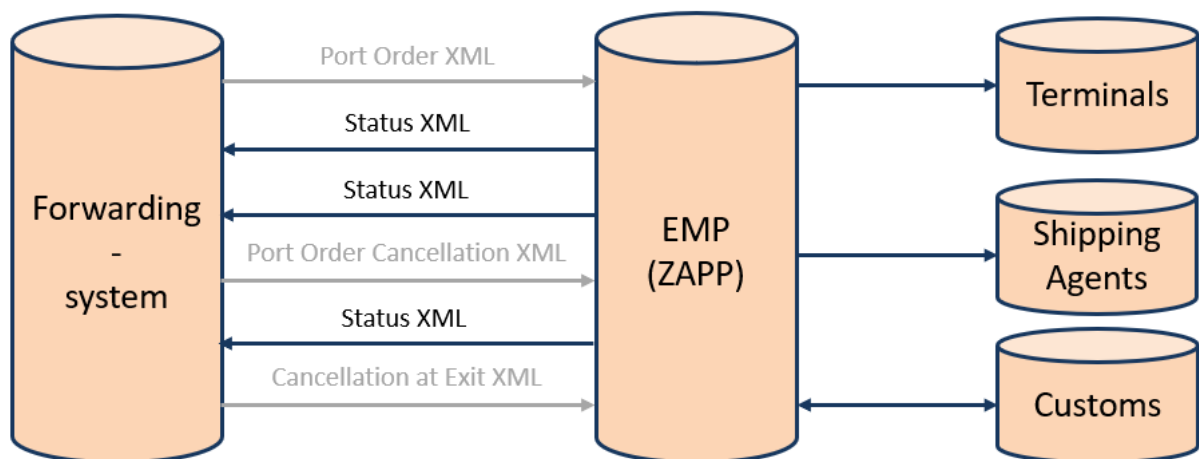 Port Order XML
Status XML
Status XML
Port Order Cancellation XML
Status XML
Cancellation at Exit XML
Forwarding
-
system
EMP
(ZAPP)
Terminals
Shipping
Agents
Customs